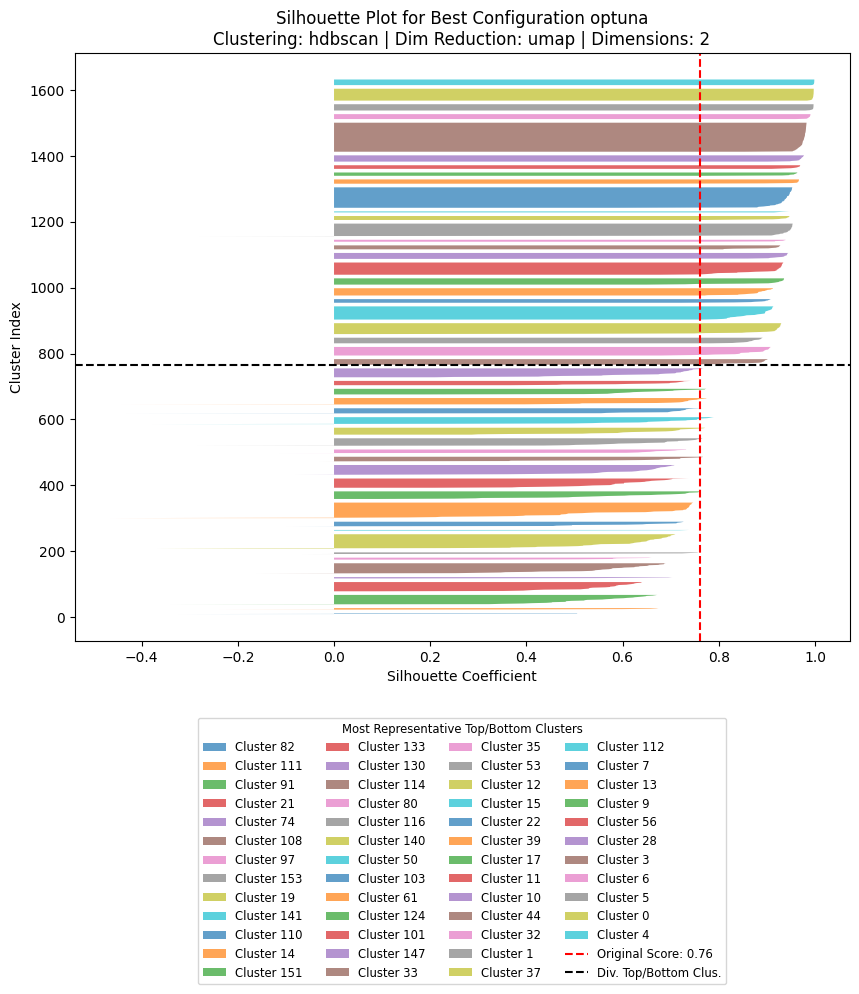 Silhouette Plot for Best Configuration optuna
Clustering: hdbscan | Dim Reduction: umap | Dimensions: 2
1600
1400
1200
1000
800
600
400
200
0
Cluster Index
−0.4 −0.2 0.0 0.2 0.4 0.6 0.8 1.0
Silhouette Coefficient
Most Representative Top/Bottom Clusters
Cluster 82 Cluster 133 Cluster 35 Cluster 112
Cluster 111 Cluster 130 Cluster 53 Cluster 7
Cluster 91 Cluster 114 Cluster 12 Cluster 13
Cluster 21 Cluster 80 Cluster 15 Cluster 9
Cluster 74 Cluster 116 Cluster 22 Cluster 56
Cluster 108 Cluster 140 Cluster 39 Cluster 28
Cluster 97 Cluster 50 Cluster 17 Cluster 3
Cluster 153 Cluster 103 Cluster 11 Cluster 6
Cluster 19 Cluster 61 Cluster 10 Cluster 5
Cluster 141 Cluster 124 Cluster 44 Cluster 0
Cluster 110 Cluster 101 Cluster 32 Cluster 4
Cluster 14 Cluster 147 Cluster 1 Original Score: 0.76
Cluster 151 Cluster 33 Cluster 37 Div. Top/Bottom Clus.